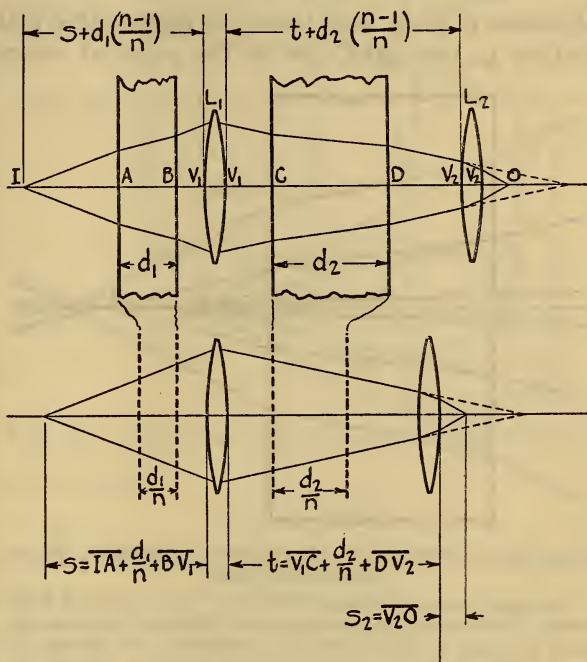 s+d₁(n-1/n)
t+d₂(n-1/n)
L₁
L₂
I
A
B
V₁
V₁
C
D
V₂
V₂
O
d₁
d₂
d₁/n
d₂/n
s=IA+d₁/n+BV₁
t=V₁C+d₂/n+DV₂
s₂=V₂O